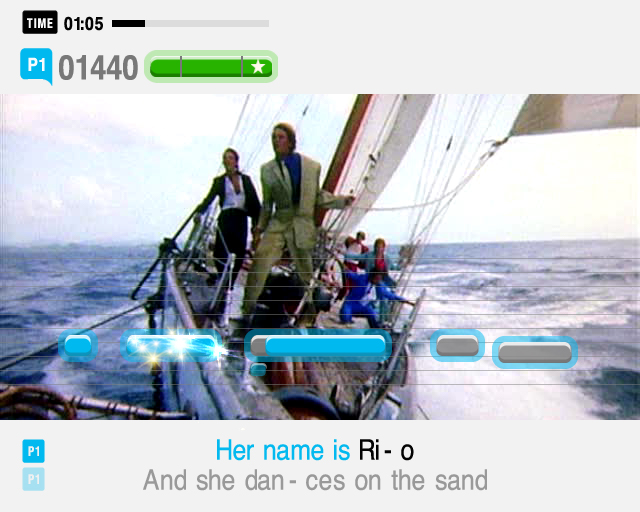 TIME 01:05
P1 01440
P1 Her name is Ri - o
P1 And she dan - ces on the sand